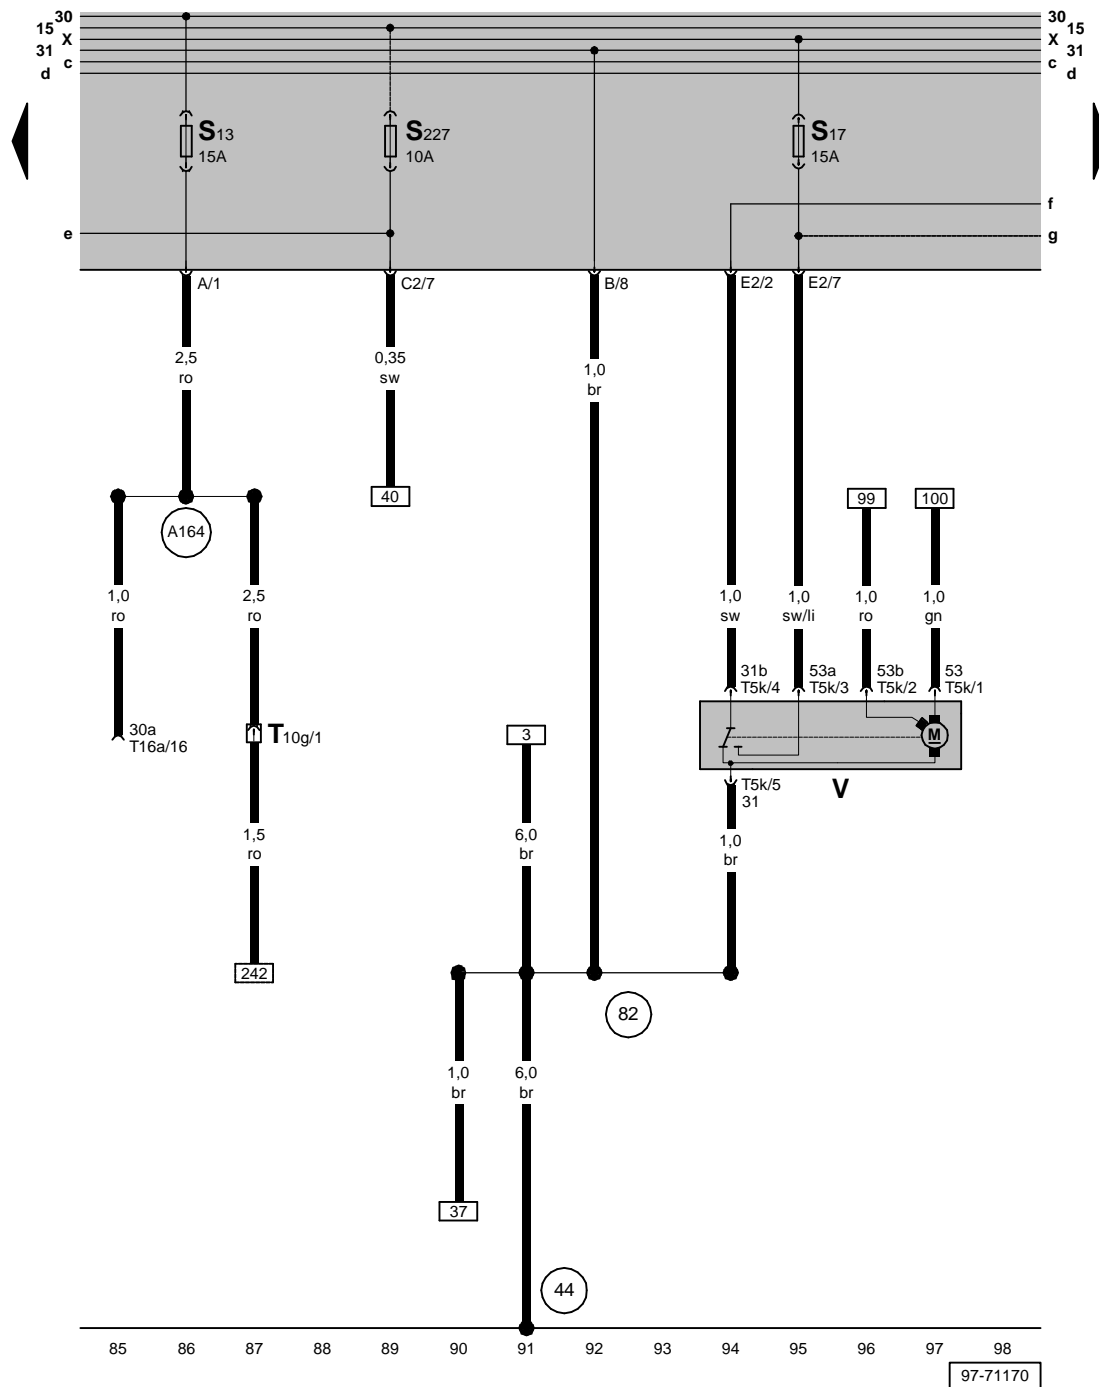 30 30
15 15
X X
31 31
c c
d d
S13 S227 S17
15A 10A 15A
f
e g
A/1 C2/7 B/8 E2/2 E2/7
2,5 0,35 1,0
ro sw br
40 99 100
A164
1,0 2,5 1,0 1,0 1,0 1,0
ro ro sw sw/li ro gn
31b 53a 53b 53
T5k/4 T5k/3 T5k/2 T5k/1
30a T10g/1 3 M
T16a/16
T5k/5 V
31
1,5 6,0 1,0
ro br br
242
82
1,0 6,0
br br
37
44
85 86 87 88 89 90 91 92 93 94 95 96 97 98
97-71170